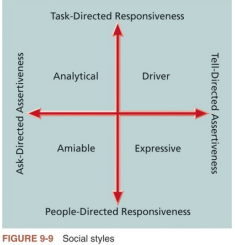 Task-Directed Responsiveness
Ask-Directed Assertiveness
Tell-Directed Assertiveness
Analytical
Driver
Amiable
Expressive
People-Directed Responsiveness
FIGURE 9-9 Social styles